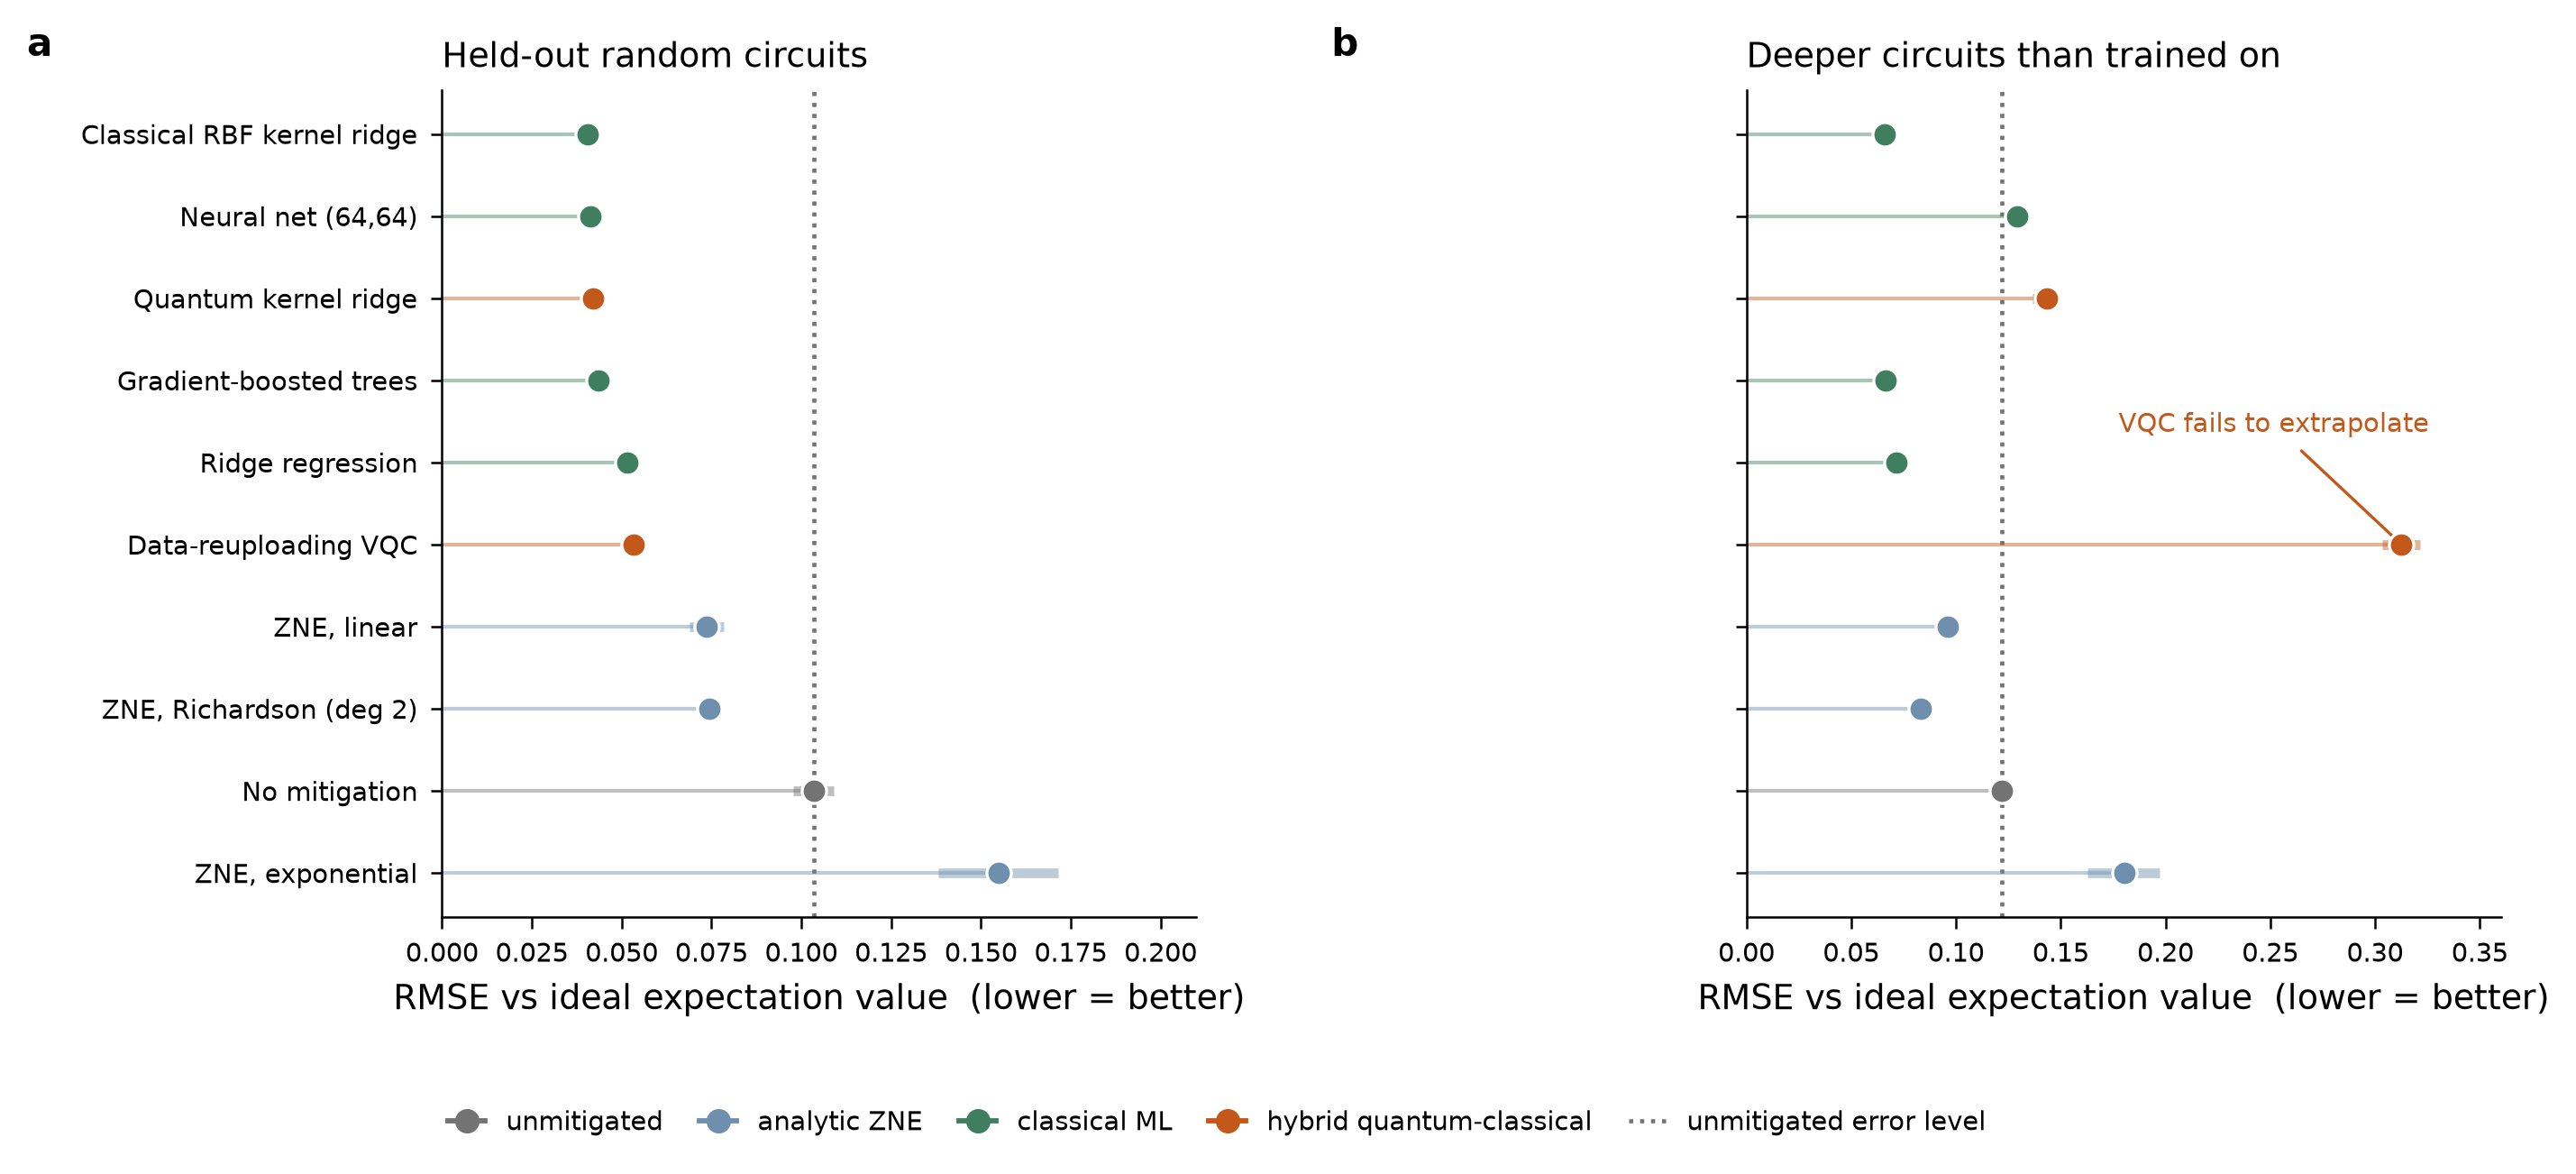 a
Held-out random circuits
Classical RBF kernel ridge
Neural net (64,64)
Quantum kernel ridge
Gradient-boosted trees
Ridge regression
Data-reuploading VQC
ZNE, linear
ZNE, Richardson (deg 2)
No mitigation
ZNE, exponential
0.000 0.025 0.050 0.075 0.100 0.125 0.150 0.175 0.200
RMSE vs ideal expectation value (lower = better)
b
Deeper circuits than trained on
VQC fails to extrapolate
0.00 0.05 0.10 0.15 0.20 0.25 0.30 0.35
RMSE vs ideal expectation value (lower = better)
unmitigated analytic ZNE classical ML hybrid quantum-classical unmitigated error level